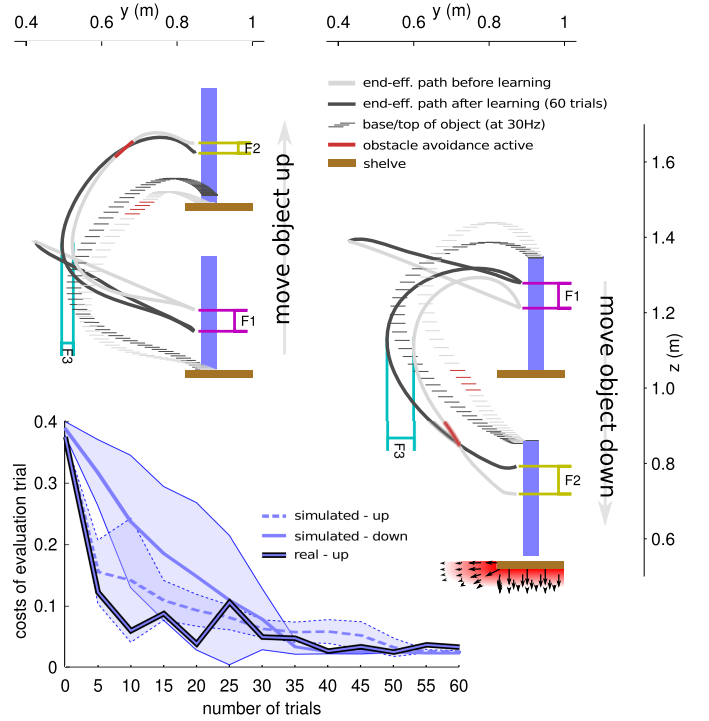 y (m)
0.4 0.6 0.8 1
y (m)
0.4 0.6 0.8 1
end-eff. path before learning
end-eff. path after learning (60 trials)
base/top of object (at 30Hz)
obstacle avoidance active
shelve
F2
move object up
F1
F3
1.6
1.4
1.2
1.0
0.8
0.6
z (m)
F1
move object down
F3
F2
costs of evaluation trial
0.4
0.3
0.2
0.1
0
simulated - up
simulated - down
real - up
0 5 10 15 20 25 30 35 40 45 50 55 60
number of trials